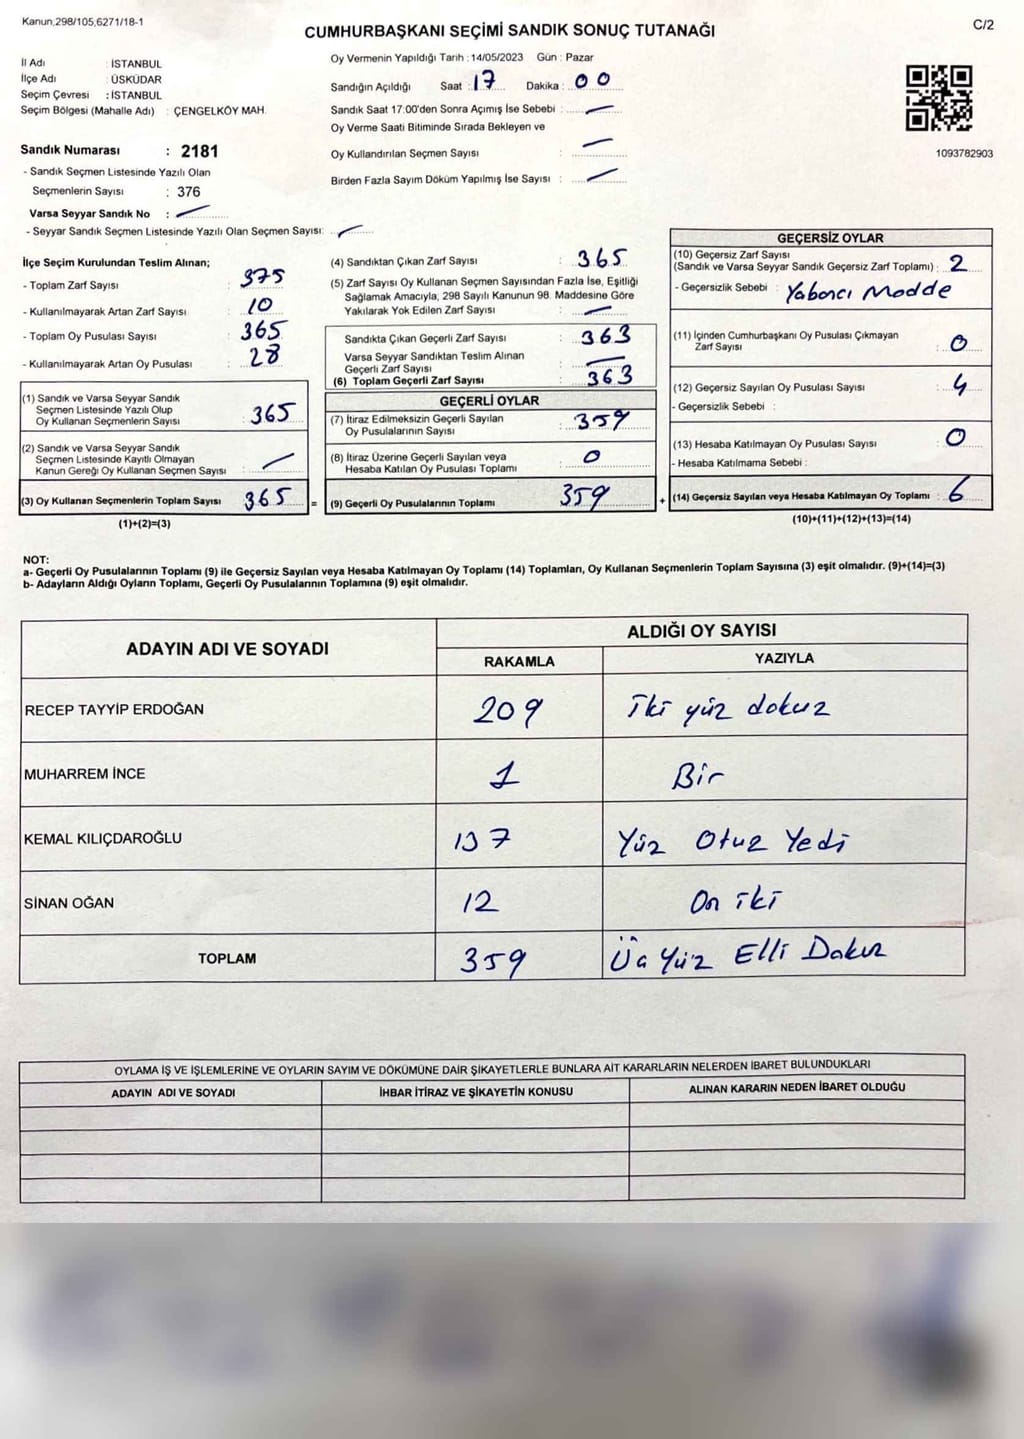 Kanun,298/105,6271/18-1
CUMHURBAŞKANI SEÇİMİ SANDIK SONUÇ TUTANAĞI
C/2
İl Adı : İSTANBUL
İlçe Adı : ÜSKÜDAR
Seçim Çevresi : İSTANBUL
Seçim Bölgesi (Mahalle Adı) : ÇENGELKÖY MAH.
Sandık Numarası : 2181
- Sandık Seçmen Listesinde Yazılı Olan
Seçmenlerin Sayısı : 376
Varsa Seyyar Sandık No :
- Seyyar Sandık Seçmen Listesinde Yazılı Olan Seçmen Sayısı:
Oy Vermenin Yapıldığı Tarih : 14/05/2023 Gün : Pazar
Sandığın Açıldığı Saat : 17 Dakika : 00
Sandık Saat 17:00'den Sonra Açımış İse Sebebi :
Oy Verme Saati Bitiminde Sırada Bekleyen ve
Oy Kullandırılan Seçmen Sayısı :
Birden Fazla Sayım Döküm Yapılmış İse Sayısı :
1093782903
İlçe Seçim Kurulundan Teslim Alınan;
- Toplam Zarf Sayısı : 375
- Kullanılmayarak Artan Zarf Sayısı : 10
- Toplam Oy Pusulası Sayısı : 365
- Kullanılmayarak Artan Oy Pusulası : 28
(1) Sandık ve Varsa Seyyar Sandık
Seçmen Listesinde Yazılı Olup
Oy Kullanan Seçmenlerin Sayısı : 365
(2) Sandık ve Varsa Seyyar Sandık
Seçmen Listesinde Kayıtlı Olmayan
Kanun Gereği Oy Kullanan Seçmen Sayısı :
(3) Oy Kullanan Seçmenlerin Toplam Sayısı : 365 =
(1)+(2)=(3)
(4) Sandıktan Çıkan Zarf Sayısı : 365
(5) Zarf Sayısı Oy Kullanan Seçmen Sayısından Fazla İse, Eşitliği
Sağlamak Amacıyla, 298 Sayılı Kanunun 98. Maddesine Göre
Yakılarak Yok Edilen Zarf Sayısı :
Sandıkta Çıkan Geçerli Zarf Sayısı : 363
Varsa Seyyar Sandıktan Teslim Alınan
Geçerli Zarf Sayısı :
(6) Toplam Geçerli Zarf Sayısı : 363
GEÇERLİ OYLAR
(7) İtiraz Edilmeksizin Geçerli Sayılan
Oy Pusulalarının Sayısı : 359
(8) İtiraz Üzerine Geçerli Sayılan veya
Hesaba Katılan Oy Pusulası Toplamı : 0
(9) Geçerli Oy Pusulalarının Toplamı : 359 +
GEÇERSİZ OYLAR
(10) Geçersiz Zarf Sayısı
(Sandık ve Varsa Seyyar Sandık Geçersiz Zarf Toplamı) : 2
- Geçersizlik Sebebi : Yabancı Madde
(11) İçinden Cumhurbaşkanı Oy Pusulası Çıkmayan
Zarf Sayısı : 0
(12) Geçersiz Sayılan Oy Pusulası Sayısı : 4
- Geçersizlik Sebebi :
(13) Hesaba Katılmayan Oy Pusulası Sayısı : 0
- Hesaba Katılmama Sebebi :
(14) Geçersiz Sayılan veya Hesaba Katılmayan Oy Toplamı : 6
(10)+(11)+(12)+(13)=(14)
NOT:
a- Geçerli Oy Pusulalarının Toplamı (9) ile Geçersiz Sayılan veya Hesaba Katılmayan Oy Toplamı (14) Toplamları, Oy Kullanan Seçmenlerin Toplam Sayısına (3) eşit olmalıdır. (9)+(14)=(3)
b- Adayların Aldığı Oyların Toplamı, Geçerli Oy Pusulalarının Toplamına (9) eşit olmalıdır.
ADAYIN ADI VE SOYADI ALDIĞI OY SAYISI
RAKAMLA YAZIYLA
RECEP TAYYİP ERDOĞAN 209 iki yüz dokuz
MUHARREM İNCE 1 Bir
KEMAL KILIÇDAROĞLU 137 Yüz Otuz Yedi
SİNAN OĞAN 12 On iki
TOPLAM 359 Üç Yüz Elli Dokuz
OYLAMA İŞ VE İŞLEMLERİNE VE OYLARIN SAYIM VE DÖKÜMÜNE DAİR ŞİKAYETLERLE BUNLARA AİT KARARLARIN NELERDEN İBARET BULUNDUKLARI
ADAYIN ADI VE SOYADI İHBAR İTİRAZ VE ŞİKAYETİN KONUSU ALINAN KARARIN NEDEN İBARET OLDUĞU